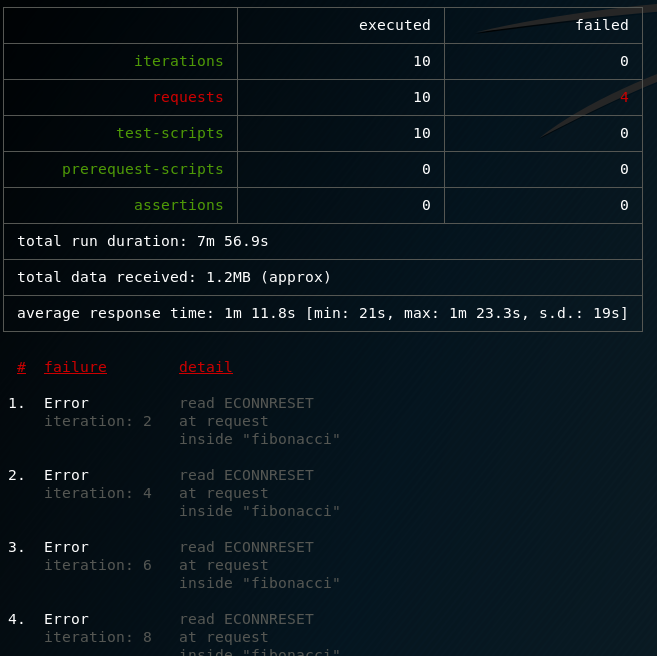 executed failed
iterations 10 0
requests 10 4
test-scripts 10 0
prerequest-scripts 0 0
assertions 0 0
total run duration: 7m 56.9s
total data received: 1.2MB (approx)
average response time: 1m 11.8s [min: 21s, max: 1m 23.3s, s.d.: 19s]
# failure detail
1. Error read ECONNRESET
iteration: 2 at request
inside "fibonacci"
2. Error read ECONNRESET
iteration: 4 at request
inside "fibonacci"
3. Error read ECONNRESET
iteration: 6 at request
inside "fibonacci"
4. Error read ECONNRESET
iteration: 8 at request
inside "fibonacci"